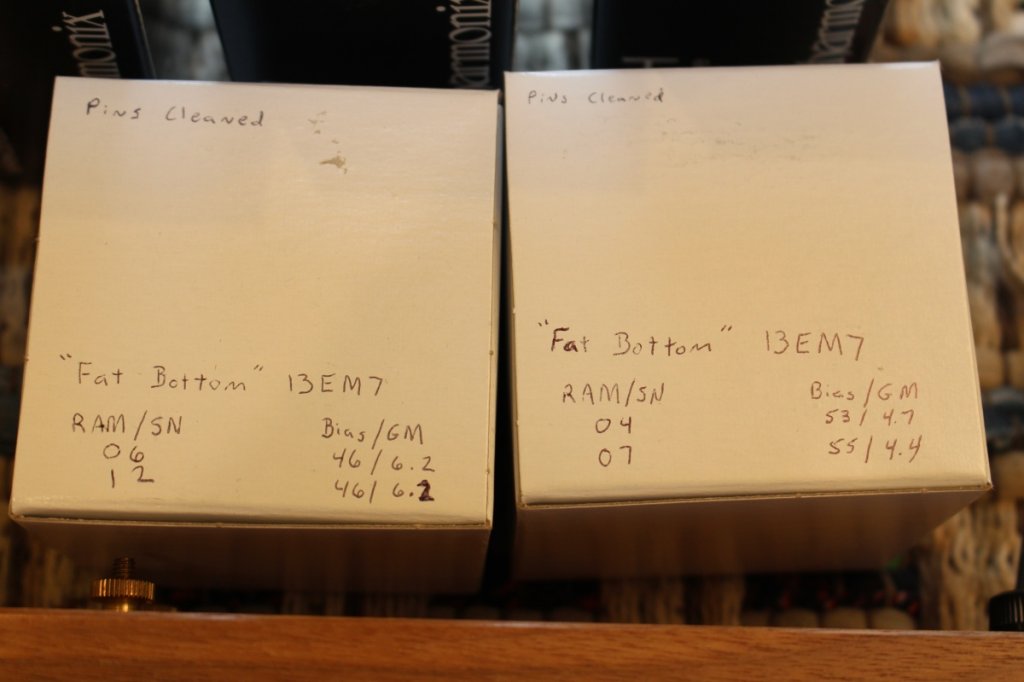 Pins Cleaned
"Fat Bottom" 13EM7
RAM/SN Bias/GM
06 46/6.2
12 46/6.2
Pins Cleaned
"Fat Bottom" 13EM7
RAM/SN Bias/GM
04 53/4.7
07 55/4.4